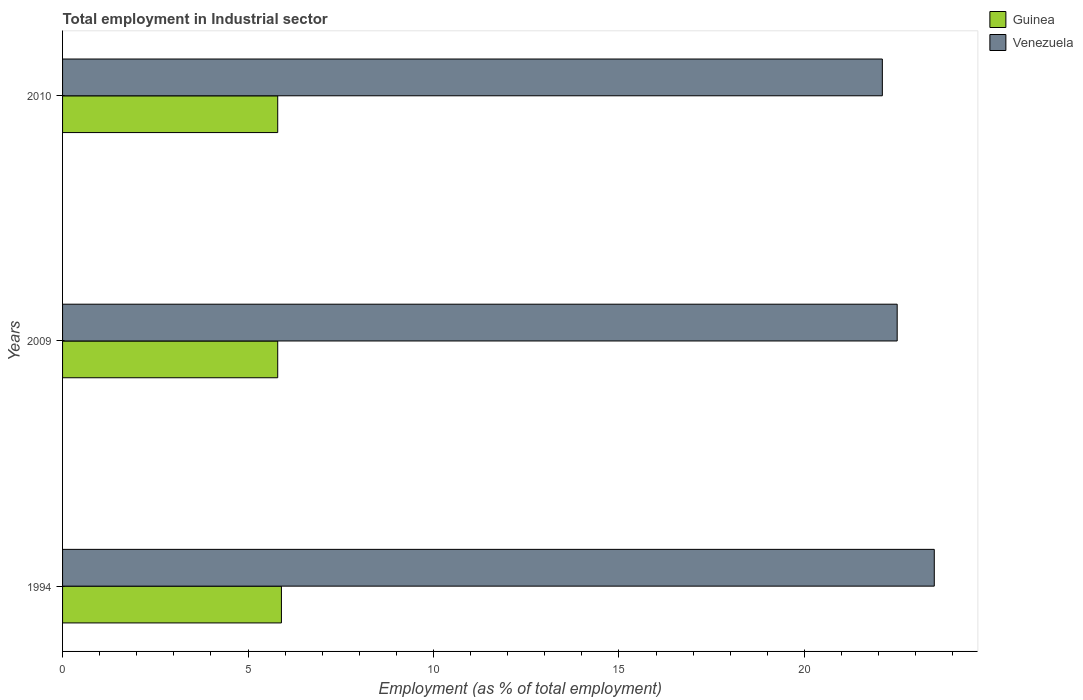 Total employment in Industrial sector
Guinea
Venezuela
2010
2009
1994
Years
0
5
10
15
20
Employment (as % of total employment)